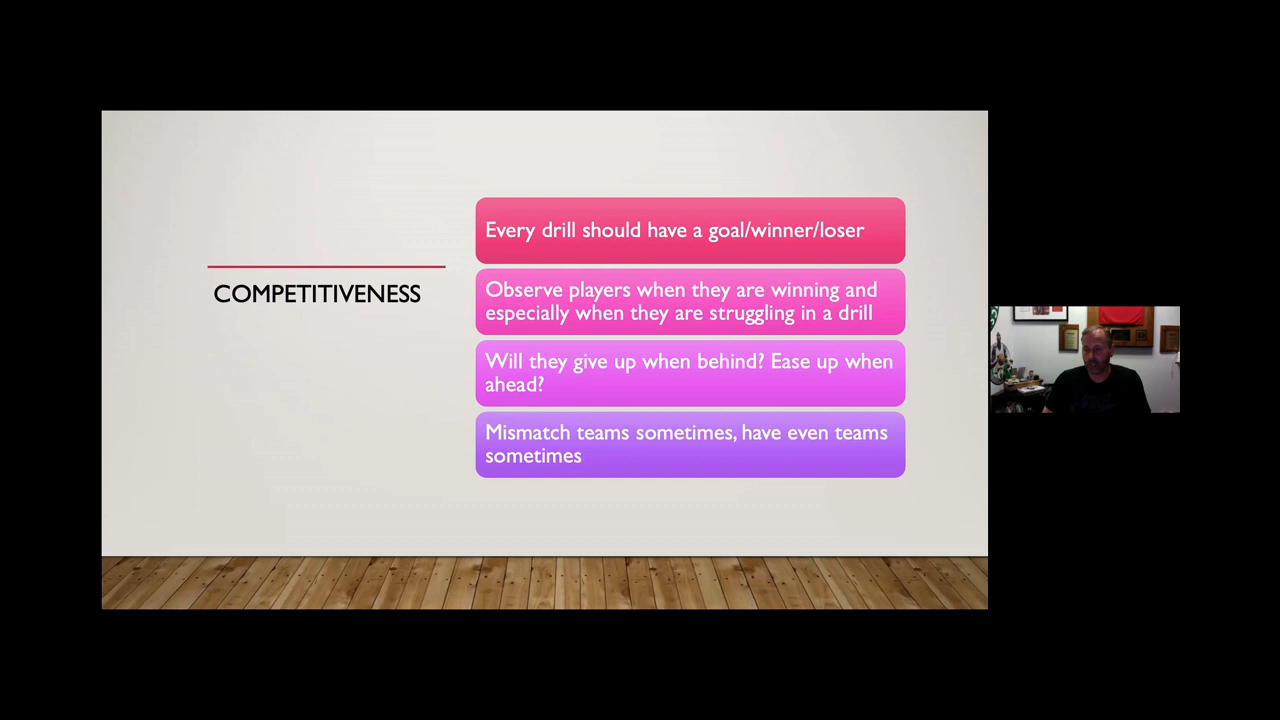 COMPETITIVENESS
Every drill should have a goal/winner/loser
Observe players when they are winning and
especially when they are struggling in a drill
Will they give up when behind? Ease up when
ahead?
Mismatch teams sometimes, have even teams
sometimes